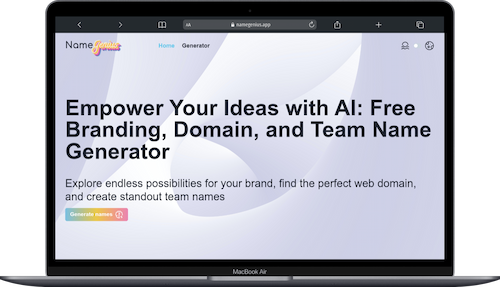 AA namegenius.app
Name genius Home Generator
Empower Your Ideas with AI: Free
Branding, Domain, and Team Name
Generator
Explore endless possibilities for your brand, find the perfect web domain,
and create standout team names
Generate names
MacBook Air